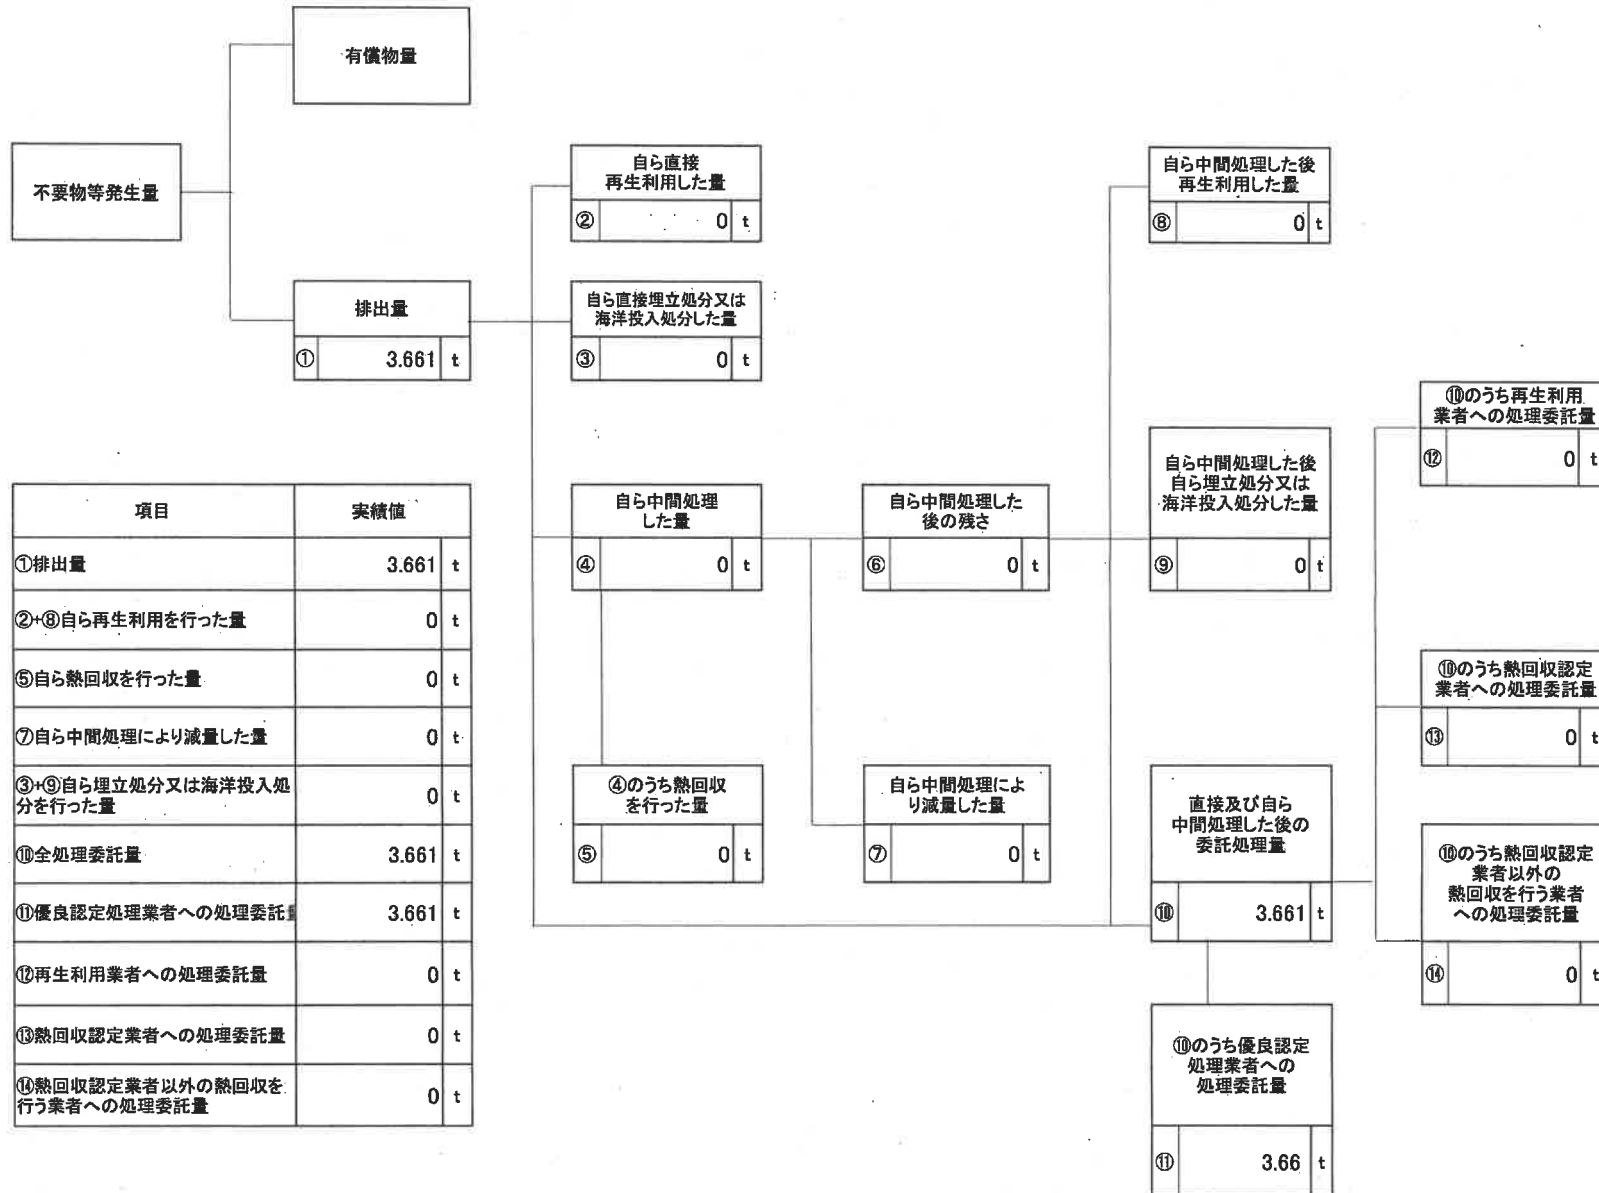 有償物量
不要物等発生量
排出量
① 3.661 t
自ら直接
再生利用した量
② 0 t
自ら直接埋立処分又は
海洋投入処分した量
③ 0 t
自ら中間処理
した量
④ 0 t
④のうち熱回収
を行った量
⑤ 0 t
自ら中間処理した
後の残さ
⑥ 0 t
自ら中間処理によ
り減量した量
⑦ 0 t
自ら中間処理した後
再生利用した量
⑧ 0 t
自ら中間処理した後
自ら埋立処分又は
海洋投入処分した量
⑨ 0 t
直接及び自ら
中間処理した後の
委託処理量
⑩ 3.661 t
⑩のうち優良認定
処理業者への
処理委託量
⑪ 3.66 t
⑩のうち再生利用
業者への処理委託量
⑫ 0 t
⑩のうち熱回収認定
業者への処理委託量
⑬ 0 t
⑩のうち熱回収認定
業者以外の
熱回収を行う業者
への処理委託量
⑭ 0 t
項目 実績値
①排出量 3.661 t
②+⑧自ら再生利用を行った量 0 t
⑤自ら熱回収を行った量 0 t
⑦自ら中間処理により減量した量 0 t
③+⑨自ら埋立処分又は海洋投入処
分を行った量 0 t
⑩全処理委託量 3.661 t
⑪優良認定処理業者への処理委託量 3.661 t
⑫再生利用業者への処理委託量 0 t
⑬熱回収認定業者への処理委託量 0 t
⑭熱回収認定業者以外の熱回収を
行う業者への処理委託量 0 t